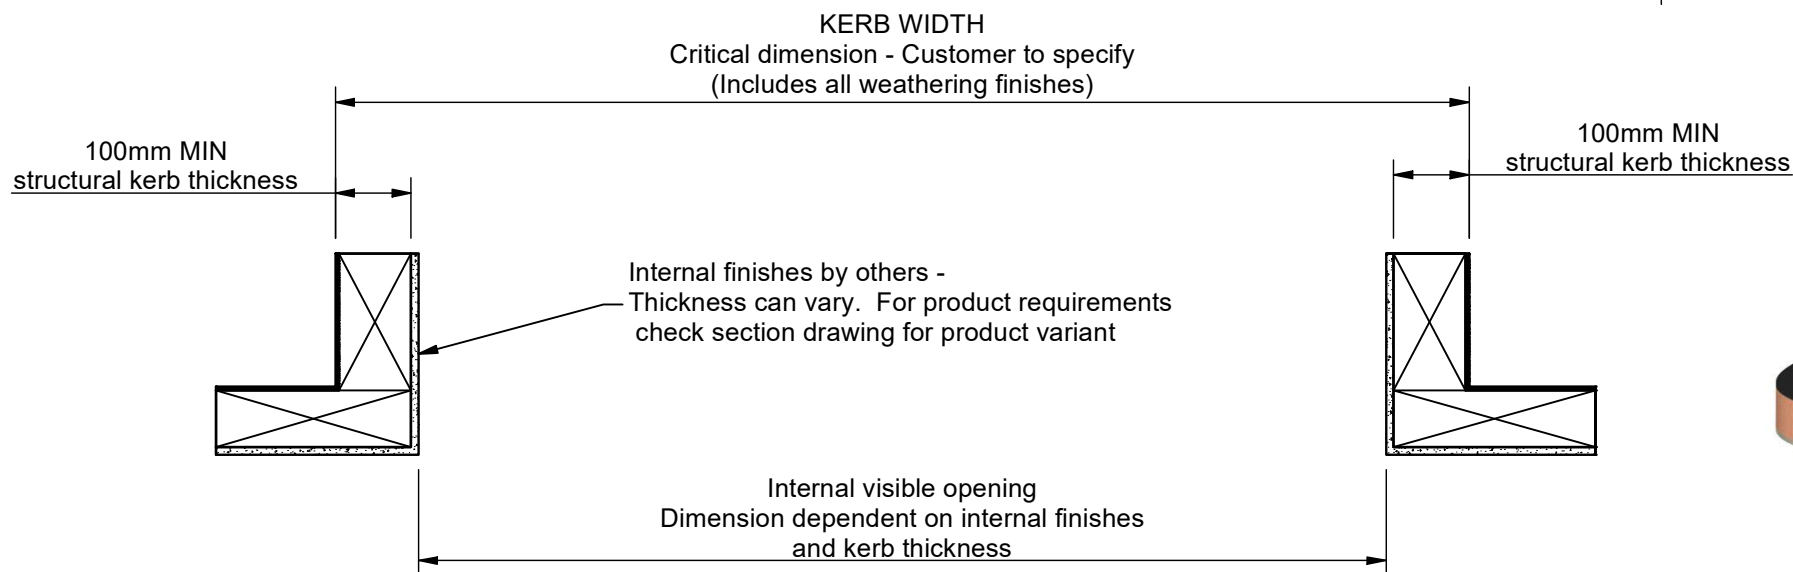 KERB WIDTH
Critical dimension - Customer to specify
(Includes all weathering finishes)
100mm MIN
structural kerb thickness
100mm MIN
structural kerb thickness
Internal finishes by others -
Thickness can vary.  For product requirements
check section drawing for product variant
Internal visible opening
Dimension dependent on internal finishes
and kerb thickness